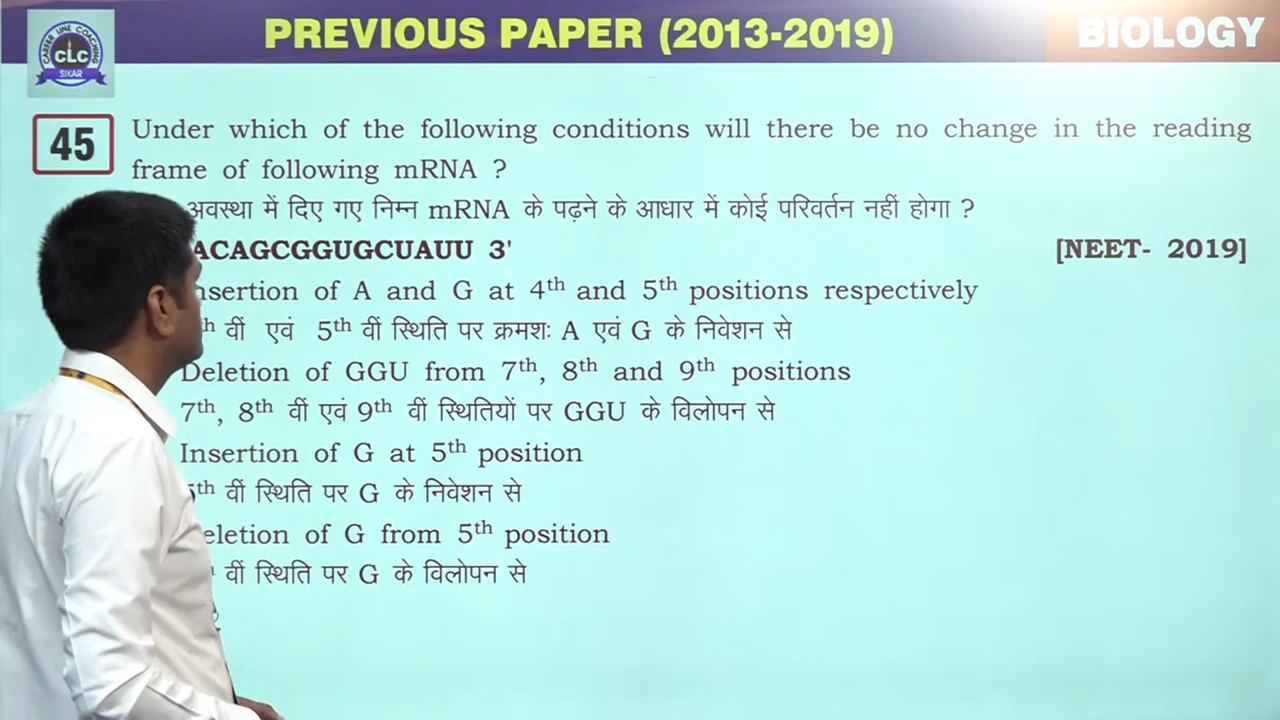 PREVIOUS PAPER (2013-2019)
BIOLOGY
CAREER LINE COACHING
CLC
SIKAR
45
Under which of the following conditions will there be no change in the reading
frame of following mRNA ?
अवस्था में दिए गए निम्न mRNA के पढ़ने के आधार में कोई परिवर्तन नहीं होगा ?
ACAGCGGUGCUAUU 3' [NEET- 2019]
nsertion of A and G at 4th and 5th positions respectively
th वीं एवं 5th वीं स्थिति पर क्रमशः A एवं G के निवेशन से
Deletion of GGU from 7th, 8th and 9th positions
7th, 8th वीं एवं 9th वीं स्थितियों पर GGU के विलोपन से
Insertion of G at 5th position
5th वीं स्थिति पर G के निवेशन से
eletion of G from 5th position
वीं स्थिति पर G के विलोपन से